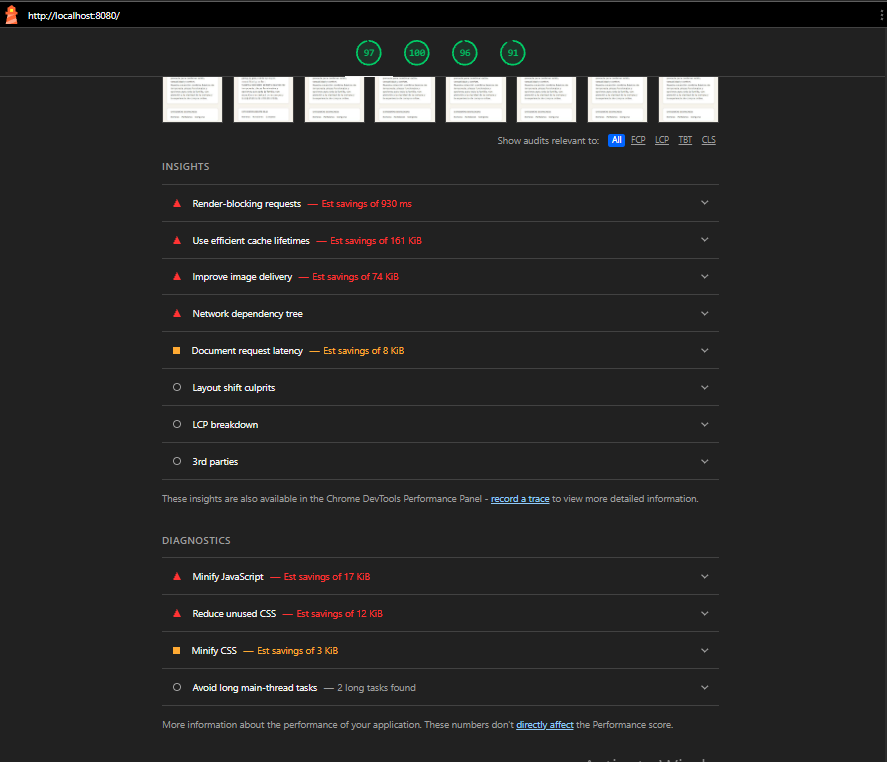 http://localhost:8080/
97 100 96 91
Show audits relevant to: All FCP LCP TBT CLS
INSIGHTS
Render-blocking requests — Est savings of 930 ms
Use efficient cache lifetimes — Est savings of 161 KiB
Improve image delivery — Est savings of 74 KiB
Network dependency tree
Document request latency — Est savings of 8 KiB
Layout shift culprits
LCP breakdown
3rd parties
These insights are also available in the Chrome DevTools Performance Panel - record a trace to view more detailed information.
DIAGNOSTICS
Minify JavaScript — Est savings of 17 KiB
Reduce unused CSS — Est savings of 12 KiB
Minify CSS — Est savings of 3 KiB
Avoid long main-thread tasks — 2 long tasks found
More information about the performance of your application. These numbers don't directly affect the Performance score.